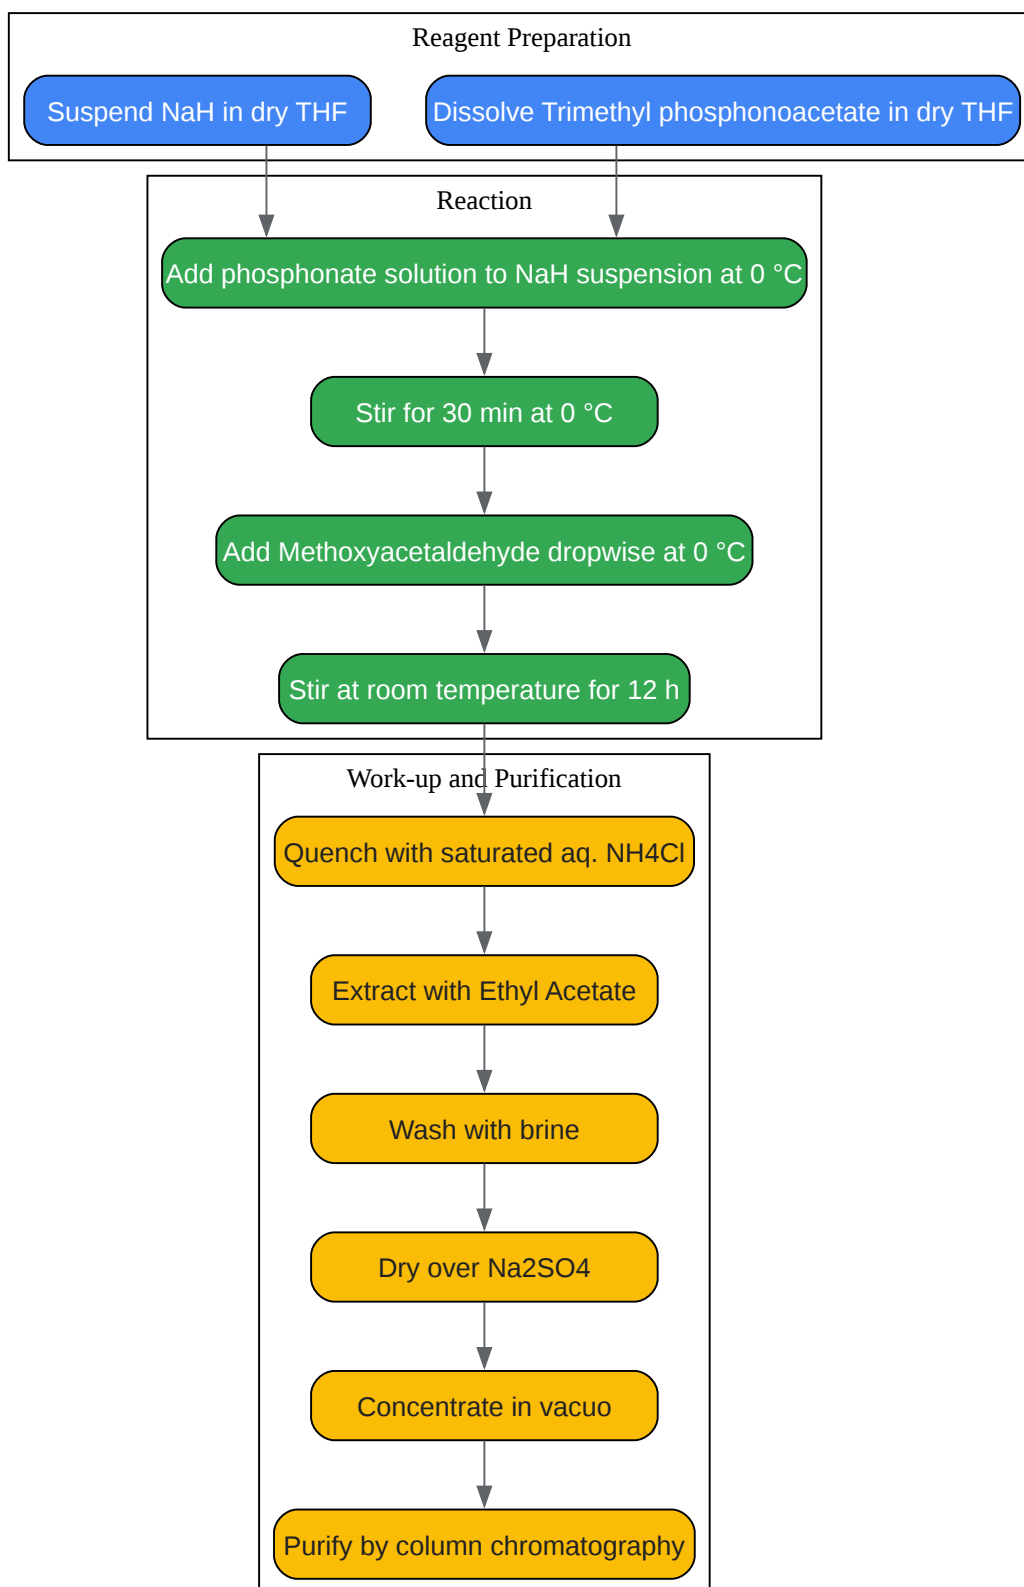 Reagent Preparation
Suspend NaH in dry THF
Dissolve Trimethyl phosphonoacetate in dry THF
Reaction
Add phosphonate solution to NaH suspension at 0 °C
Stir for 30 min at 0 °C
Add Methoxyacetaldehyde dropwise at 0 °C
Stir at room temperature for 12 h
Work-up and Purification
Quench with saturated aq. NH4Cl
Extract with Ethyl Acetate
Wash with brine
Dry over Na2SO4
Concentrate in vacuo
Purify by column chromatography